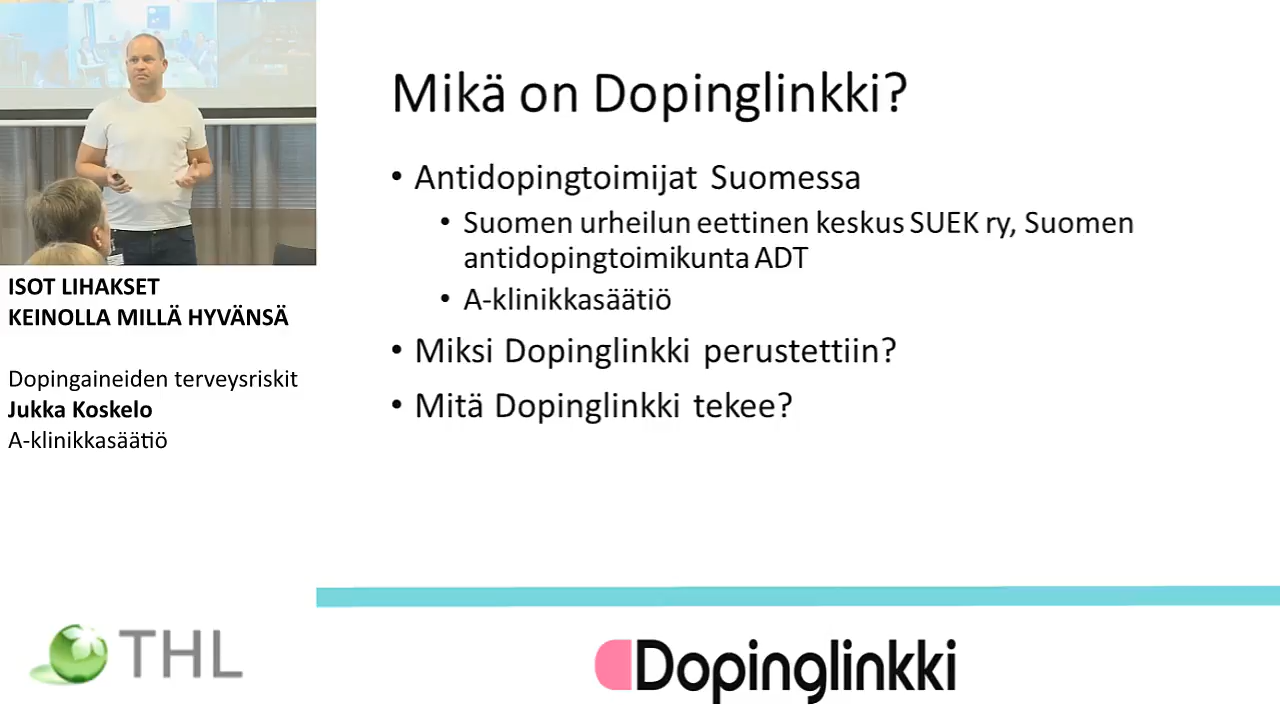 ISOT LIHAKSET
KEINOLLA MILLÄ HYVÄNSÄ
Dopingaineiden terveysriskit
Jukka Koskelo
A-klinikkasäätiö
THL
Mikä on Dopinglinkki?
• Antidopingtoimijat Suomessa
• Suomen urheilun eettinen keskus SUEK ry, Suomen
antidopingtoimikunta ADT
• A-klinikkasäätiö
• Miksi Dopinglinkki perustettiin?
• Mitä Dopinglinkki tekee?
Dopinglinkki